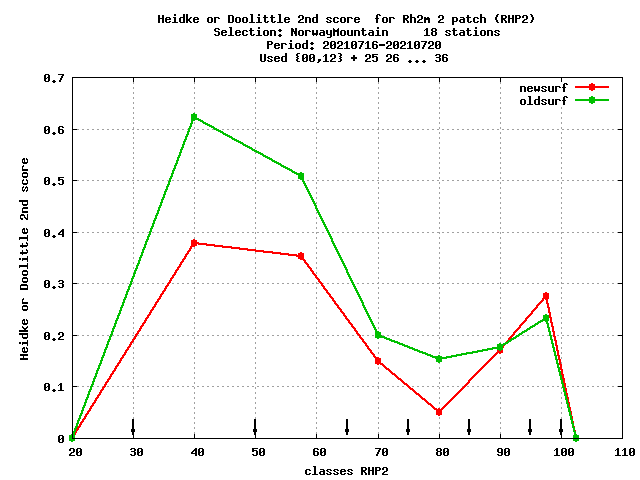 Heidke or Doolittle 2nd score  for Rh2m 2 patch (RHP2)
Selection: NorwayMountain     18 stations
Period: 20210716-20210720
Used {00,12} + 25 26 ... 36
0.7
0.6
0.5
0.4
0.3
0.2
0.1
0
newsurf
oldsurf
Heidke or Doolittle 2nd score
20 30 40 50 60 70 80 90 100 110
classes RHP2